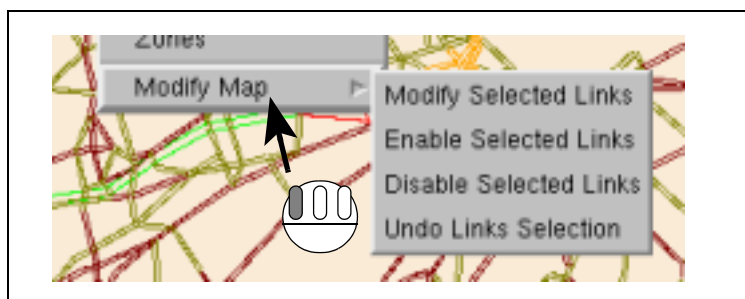 Zones
Modify Map
Modify Selected Links
Enable Selected Links
Disable Selected Links
Undo Links Selection